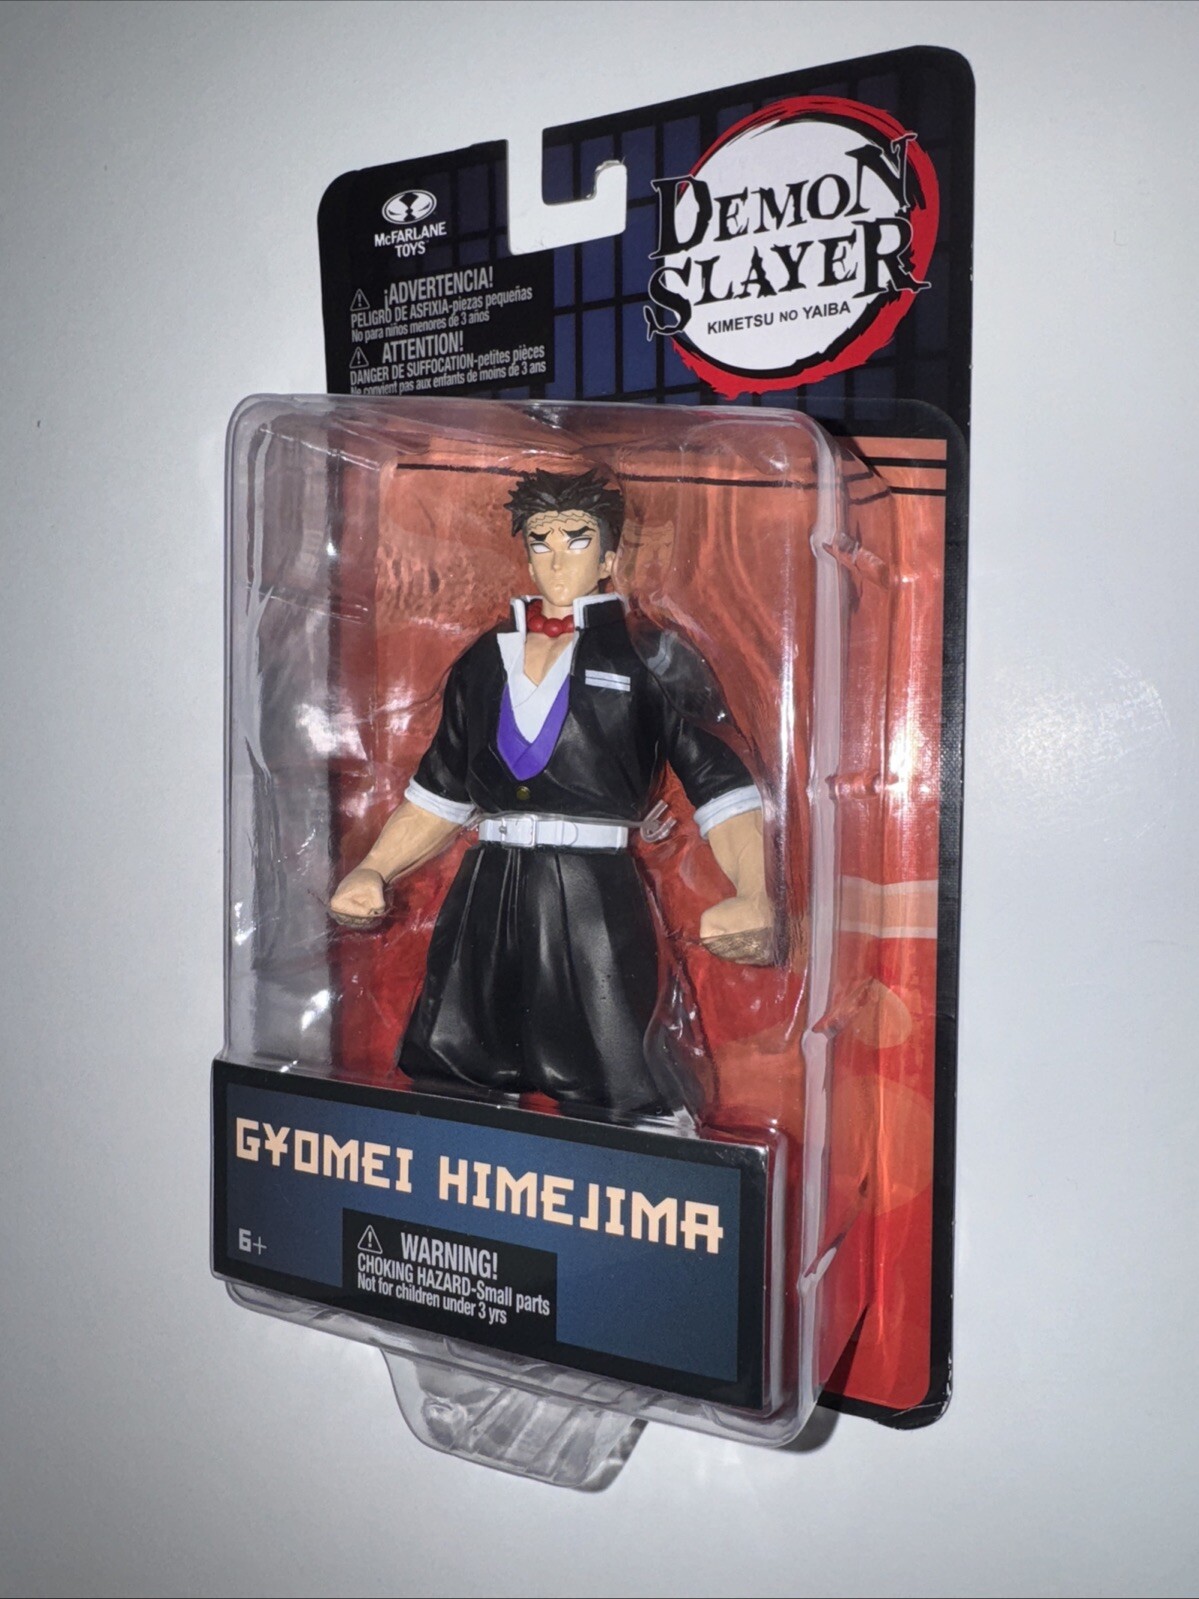 McFARLANE
TOYS
DEMON
SLAYER
KIMETSU NO YAIBA
¡ADVERTENCIA!
PELIGRO DE ASFIXIA-piezas pequeñas
No para niños menores de 3 años
ATTENTION!
DANGER DE SUFFOCATION-petites pièces
Ne convient pas aux enfants de moins de 3 ans
GYOMEI HIMEJIMA
6+
WARNING!
CHOKING HAZARD-Small parts
Not for children under 3 yrs